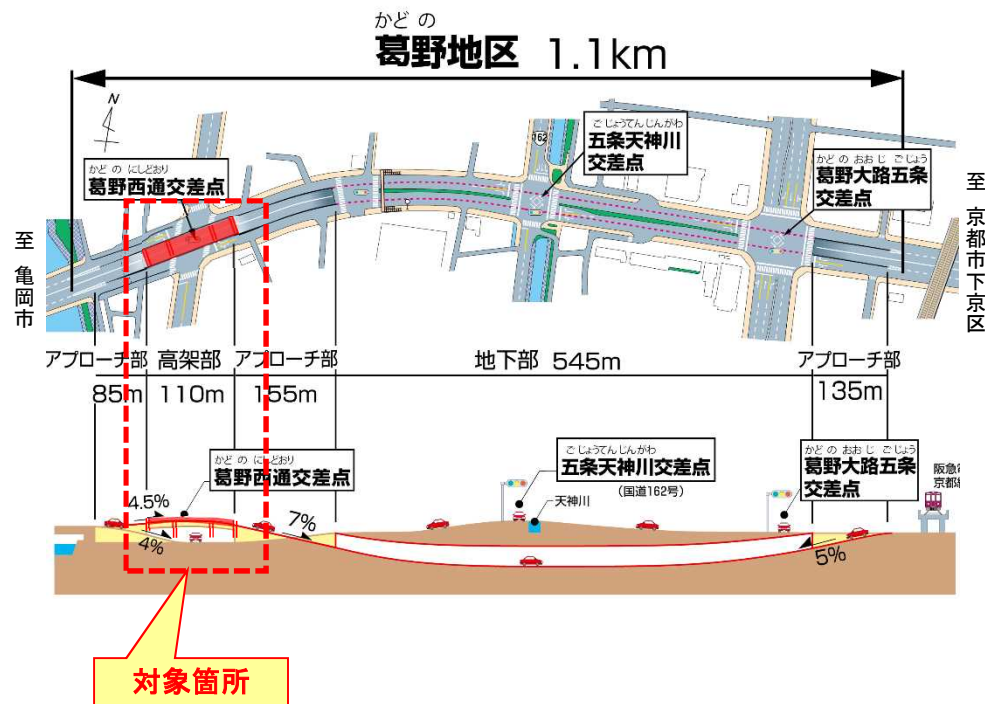 かどの
葛野地区 1.1km
N
162
ごじょうてんじんがわ
五条天神川
交差点
かどの おおじ ごじょう
葛野大路五条
交差点
かどの にしどおり
葛野西通交差点
至 亀岡市
至 京都市下京区
アプローチ部 高架部 アプローチ部 地下部 545m アプローチ部
85m 110m 155m 135m
かどの にしどおり
葛野西通交差点
ごじょうてんじんがわ
五条天神川交差点
(国道162号)
天神川
かどの おおじ ごじょう
葛野大路五条
交差点
阪急
京都
4.5%
4%
7%
5%
対象箇所